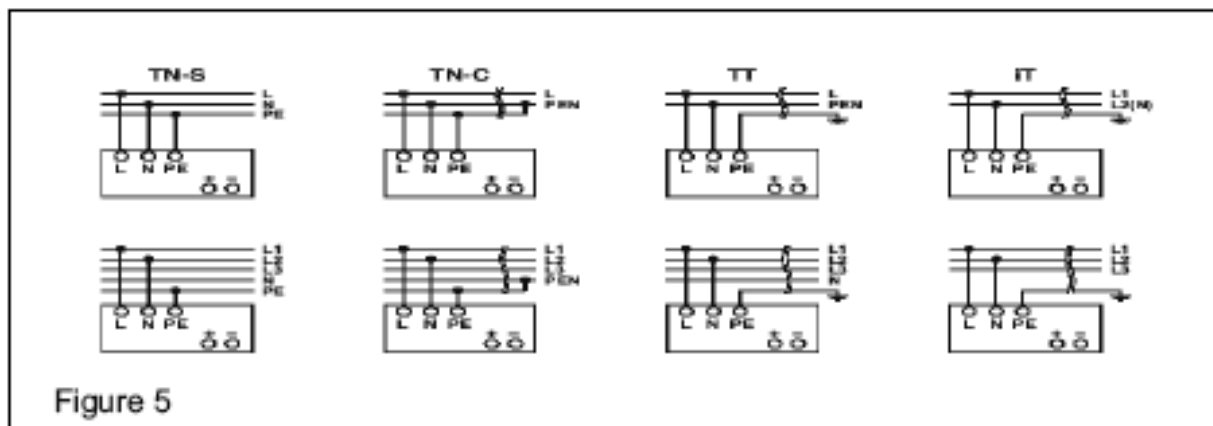 TN-S TN-C TT IT
L L L L1
N PEN PEN L2(N)
PE
L N PE L N PE L N PE L N PE
+ − + − + − + −
L1 L1 L1 L1
L2 L2 L2 L2
L3 L3 L3 L3
N PEN N
PE
L N PE L N PE L N PE L N PE
+ − + − + − + −
Figure 5